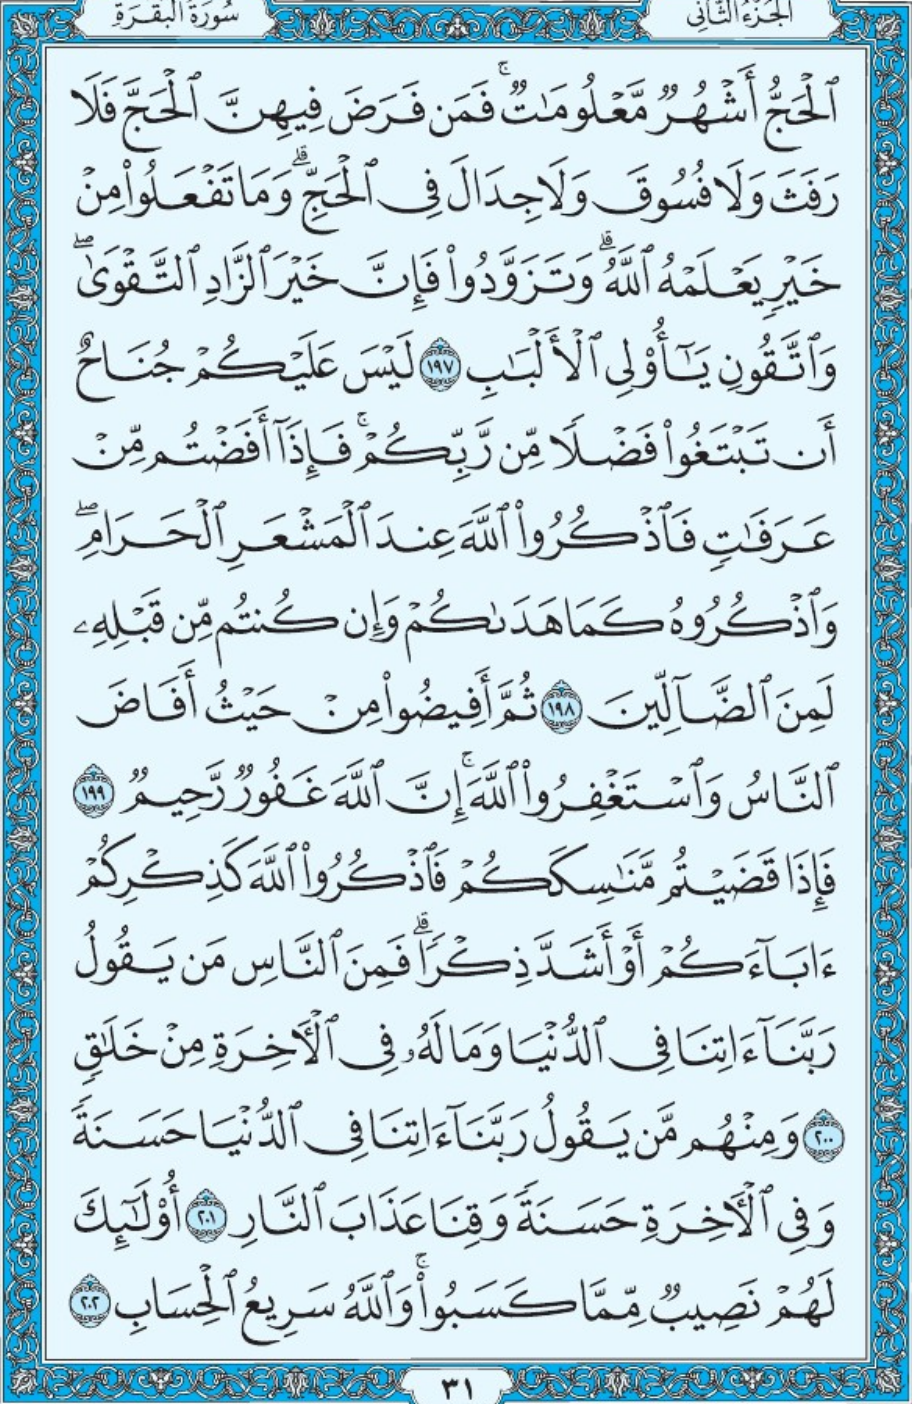 الجزء الثاني
سورة البقرة
ٱلْحَجُّ أَشْهُرٌ مَّعْلُومَٰتٌ ۚ فَمَن فَرَضَ فِيهِنَّ ٱلْحَجَّ فَلَا
رَفَثَ وَلَا فُسُوقَ وَلَا جِدَالَ فِى ٱلْحَجِّ ۗ وَمَا تَفْعَلُوا۟ مِنْ
خَيْرٍ يَعْلَمْهُ ٱللَّهُ ۗ وَتَزَوَّدُوا۟ فَإِنَّ خَيْرَ ٱلزَّادِ ٱلتَّقْوَىٰ ۖ
وَٱتَّقُونِ يَٰٓأُو۟لِى ٱلْأَلْبَٰبِ ١٩٧ لَيْسَ عَلَيْكُمْ جُنَاحٌ
أَن تَبْتَغُوا۟ فَضْلًا مِّن رَّبِّكُمْ ۚ فَإِذَآ أَفَضْتُم مِّنْ
عَرَفَٰتٍ فَٱذْكُرُوا۟ ٱللَّهَ عِندَ ٱلْمَشْعَرِ ٱلْحَرَامِ ۖ
وَٱذْكُرُوهُ كَمَا هَدَىٰكُمْ وَإِن كُنتُم مِّن قَبْلِهِۦ
لَمِنَ ٱلضَّآلِّينَ ١٩٨ ثُمَّ أَفِيضُوا۟ مِنْ حَيْثُ أَفَاضَ
ٱلنَّاسُ وَٱسْتَغْفِرُوا۟ ٱللَّهَ ۚ إِنَّ ٱللَّهَ غَفُورٌ رَّحِيمٌ ١٩٩
فَإِذَا قَضَيْتُم مَّنَٰسِكَكُمْ فَٱذْكُرُوا۟ ٱللَّهَ كَذِكْرِكُمْ
ءَابَآءَكُمْ أَوْ أَشَدَّ ذِكْرًا ۗ فَمِنَ ٱلنَّاسِ مَن يَقُولُ
رَبَّنَآ ءَاتِنَا فِى ٱلدُّنْيَا وَمَا لَهُۥ فِى ٱلْءَاخِرَةِ مِنْ خَلَٰقٍ
٢٠٠ وَمِنْهُم مَّن يَقُولُ رَبَّنَآ ءَاتِنَا فِى ٱلدُّنْيَا حَسَنَةً
وَفِى ٱلْءَاخِرَةِ حَسَنَةً وَقِنَا عَذَابَ ٱلنَّارِ ٢٠١ أُو۟لَٰٓئِكَ
لَهُمْ نَصِيبٌ مِّمَّا كَسَبُوا۟ ۚ وَٱللَّهُ سَرِيعُ ٱلْحِسَابِ ٢٠٢
٣١